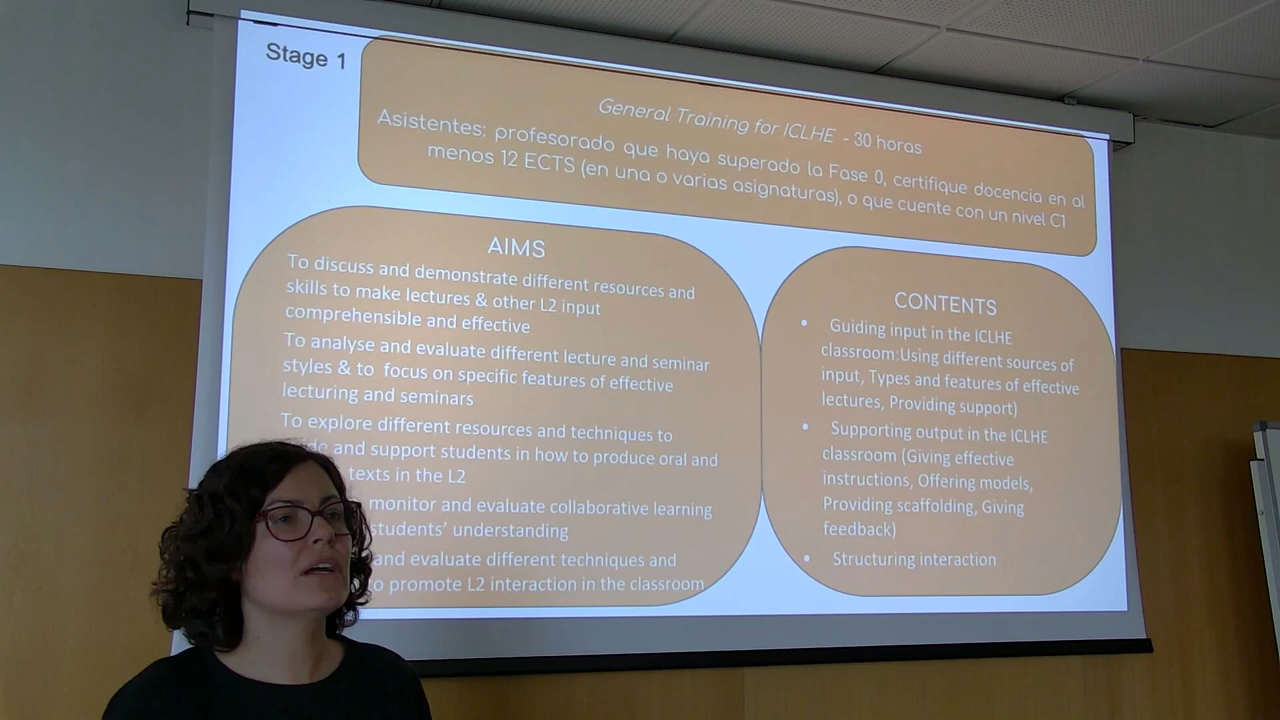 Stage 1
General Training for ICLHE - 30 horas
Asistentes: profesorado que haya superado la Fase 0, certifique docencia en al
menos 12 ECTS (en una o varias asignaturas), o que cuente con un nivel C1
AIMS
To discuss and demonstrate different resources and
skills to make lectures & other L2 input
comprehensible and effective
To analyse and evaluate different lecture and seminar
styles & to focus on specific features of effective
lecturing and seminars
To explore different resources and techniques to
and support students in how to produce oral and
texts in the L2
monitor and evaluate collaborative learning
students' understanding
and evaluate different techniques and
to promote L2 interaction in the classroom
CONTENTS
• Guiding input in the ICLHE
classroom:Using different sources of
input, Types and features of effective
lectures, Providing support)
• Supporting output in the ICLHE
classroom (Giving effective
instructions, Offering models,
Providing scaffolding, Giving
feedback)
• Structuring interaction